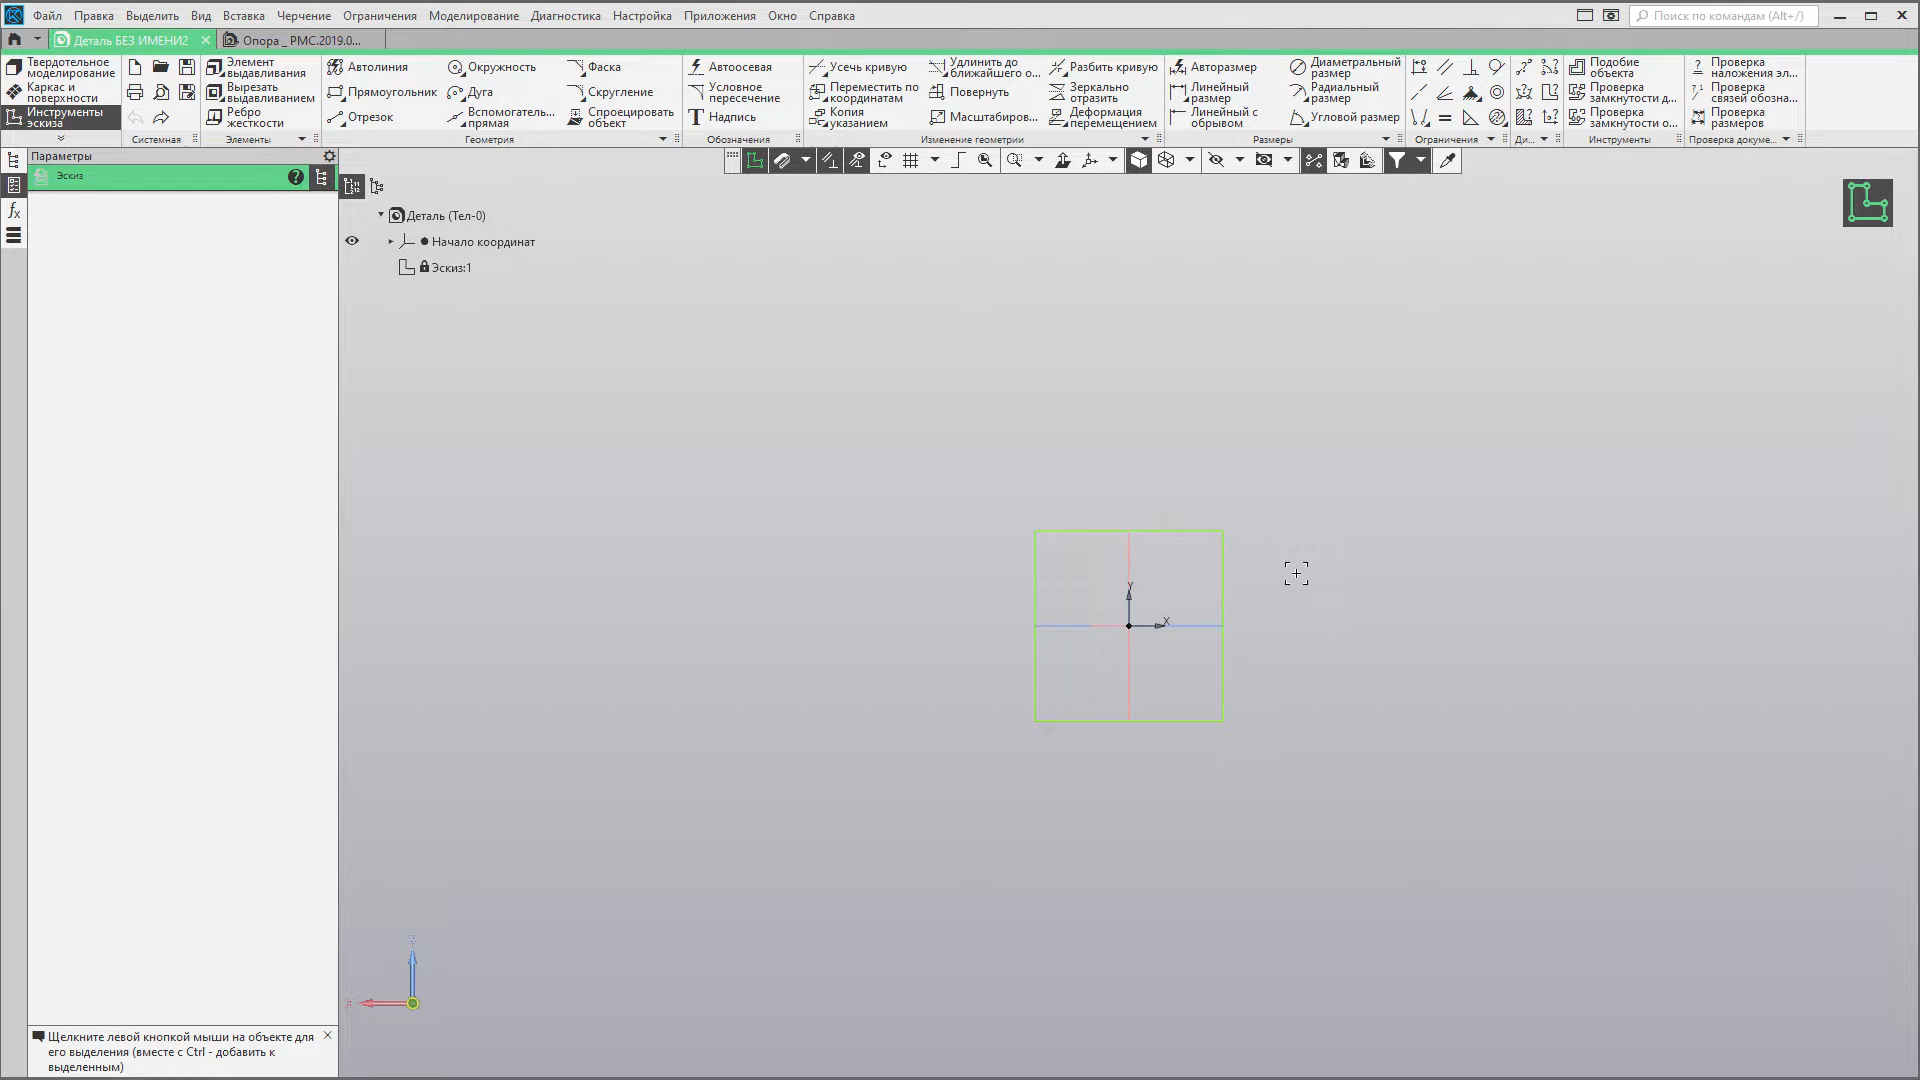 Файл Правка Выделить Вид Вставка Черчение Ограничения Моделирование Диагностика Настройка Приложения Окно Справка Поиск по командам (Alt+/)
Деталь БЕЗ ИМЕНИ2 Опора _ РМС.2019.0...
Твердотельное моделирование
Каркас и поверхности
Инструменты эскиза
Системная
Элемент выдавливания
Вырезать выдавливанием
Ребро жесткости
Элементы
Автолиния Окружность Фаска
Прямоугольник Дуга Скругление
Отрезок Вспомогатель... прямая Спроецировать объект
Геометрия
Автоосевая
Условное пересечение
Надпись
Обозначения
Усечь кривую Удлинить до ближайшего о... Разбить кривую
Переместить по координатам Повернуть Зеркально отразить
Копия указанием Масштабиров... Деформация перемещением
Изменение геометрии
Авторазмер Диаметральный размер
Линейный размер Радиальный размер
Линейный с обрывом Угловой размер
Размеры
Ограничения
Ди...
Подобие объекта
Проверка замкнутости д...
Проверка замкнутости о...
Инструменты
Проверка наложения эл...
Проверка связей обозна...
Проверка размеров
Проверка докуме...
Параметры
Эскиз
Деталь (Тел-0)
Начало координат
Эскиз:1
Y
X
Щелкните левой кнопкой мыши на объекте для
его выделения (вместе с Ctrl - добавить к
выделенным)